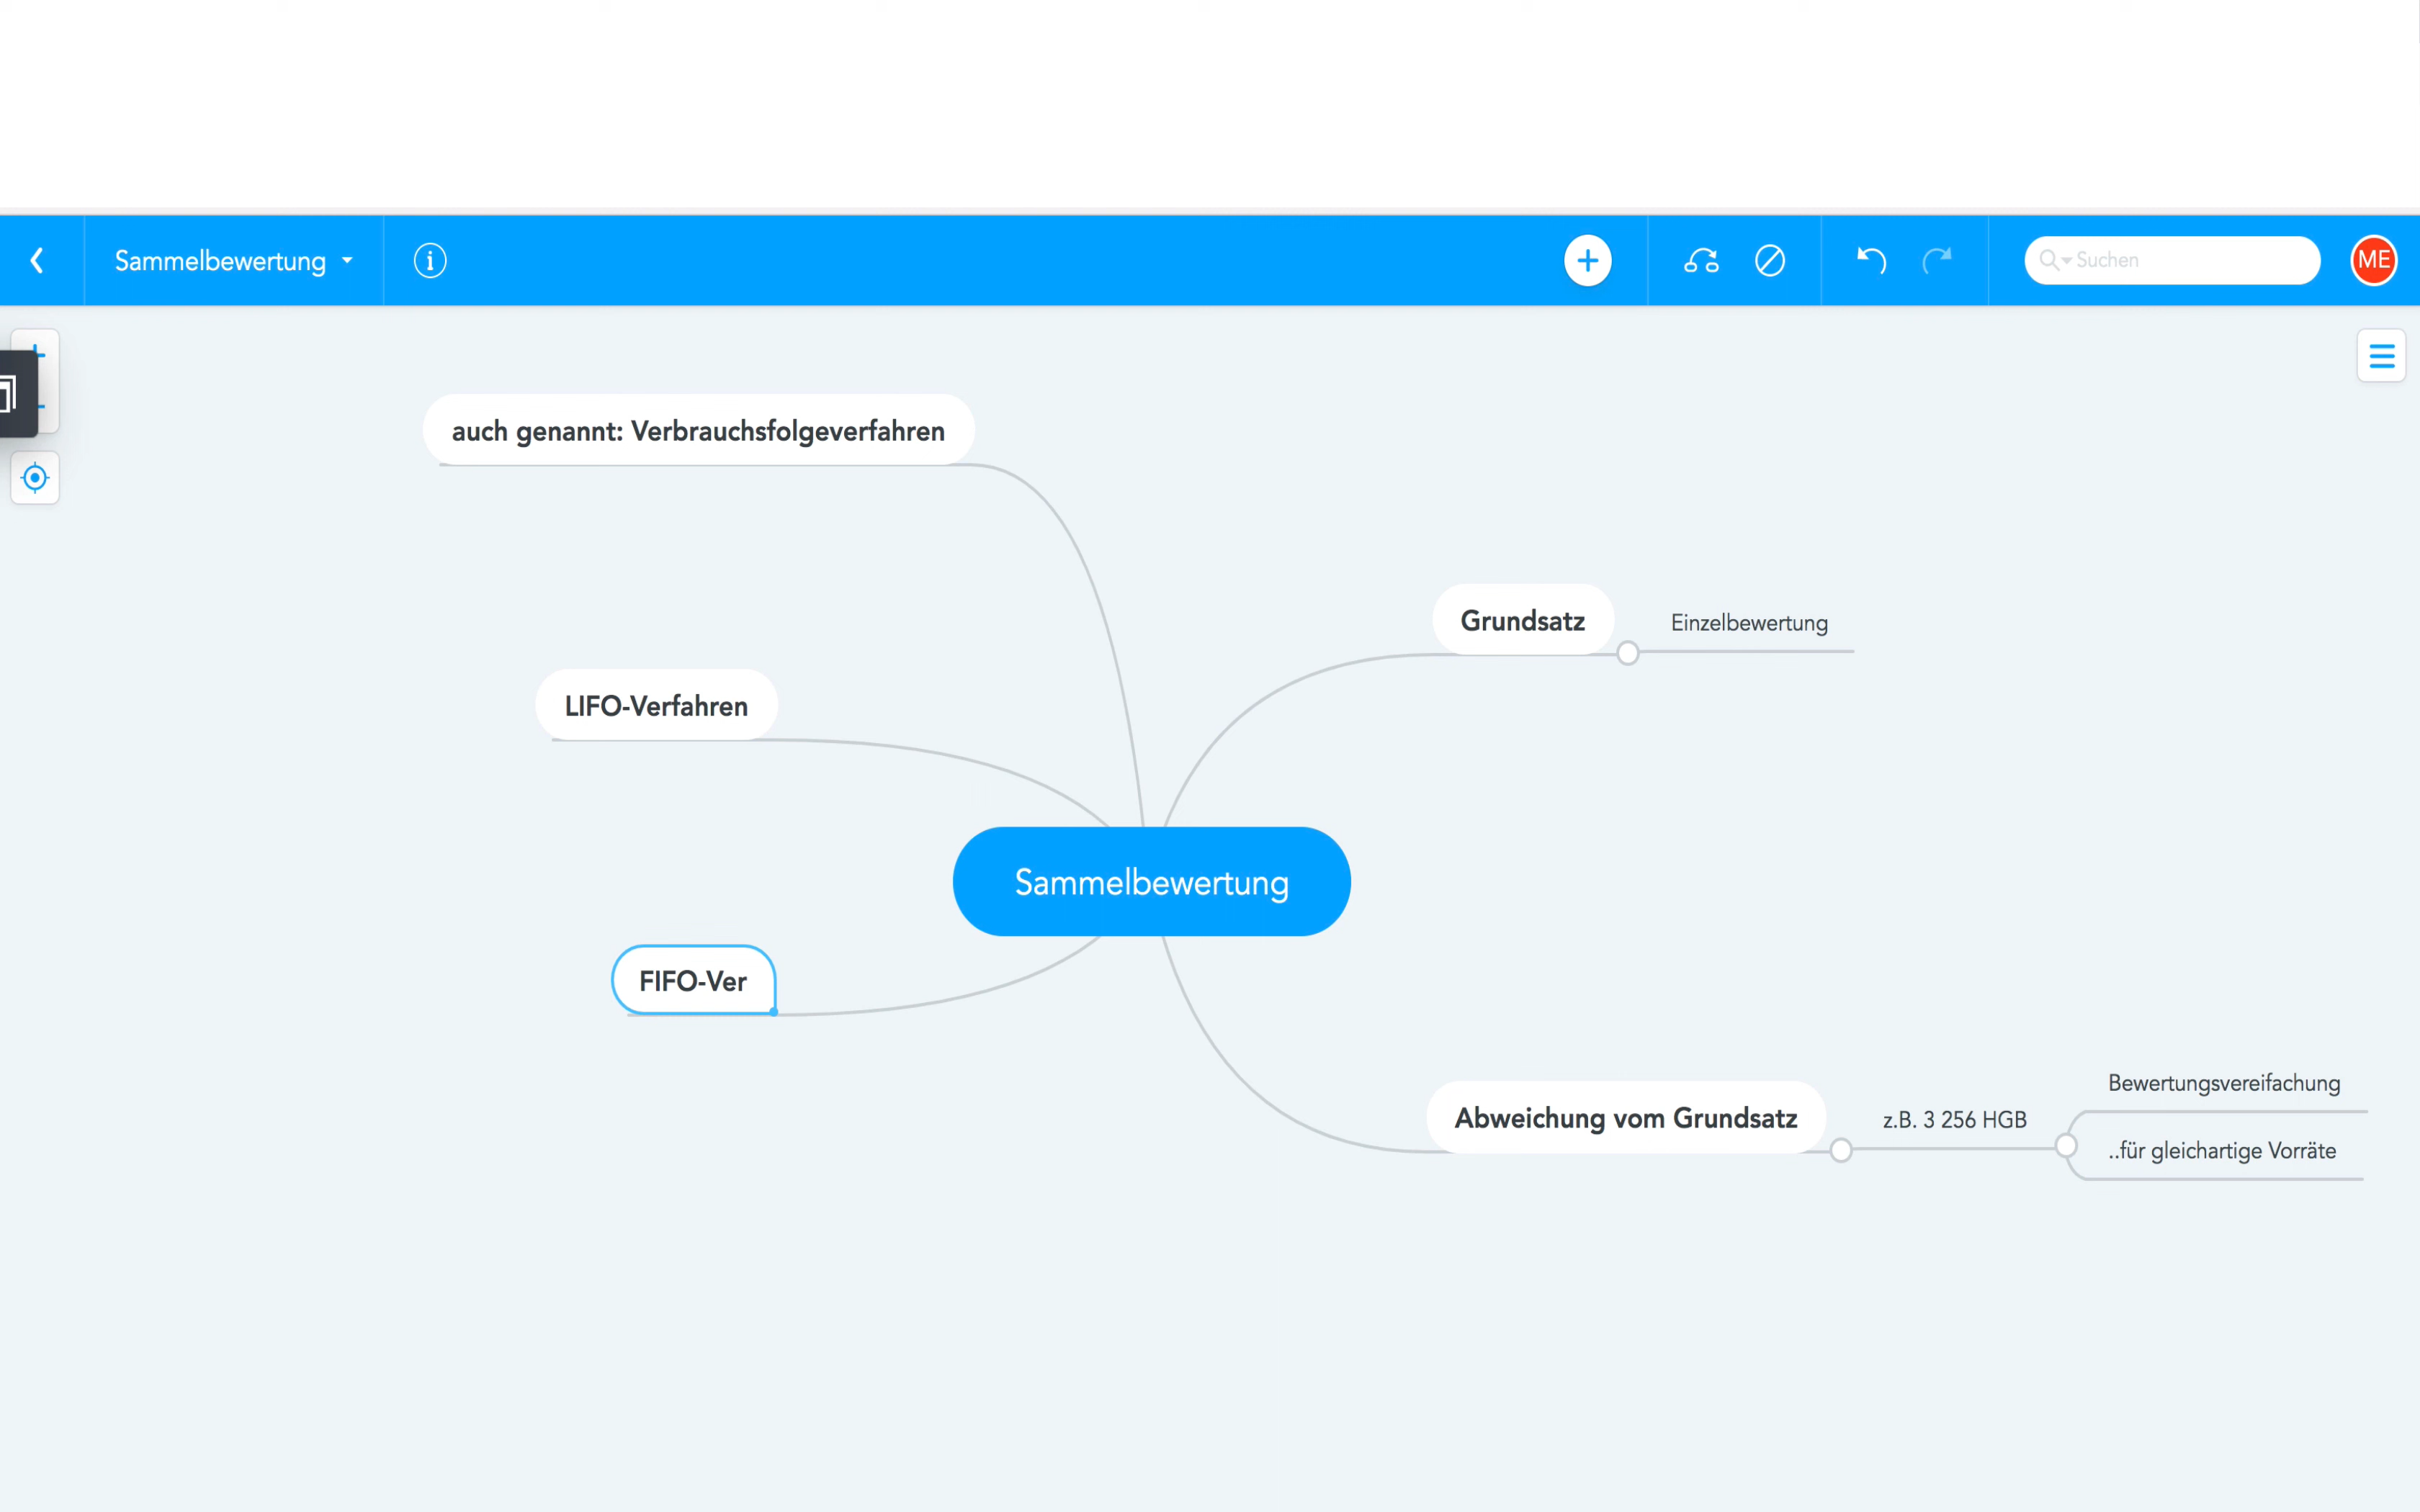 Sammelbewertung
Suchen
ME
auch genannt: Verbrauchsfolgeverfahren
Grundsatz
Einzelbewertung
LIFO-Verfahren
Sammelbewertung
FIFO-Ver
Abweichung vom Grundsatz
z.B. 3 256 HGB
Bewertungsvereifachung
..für gleichartige Vorräte